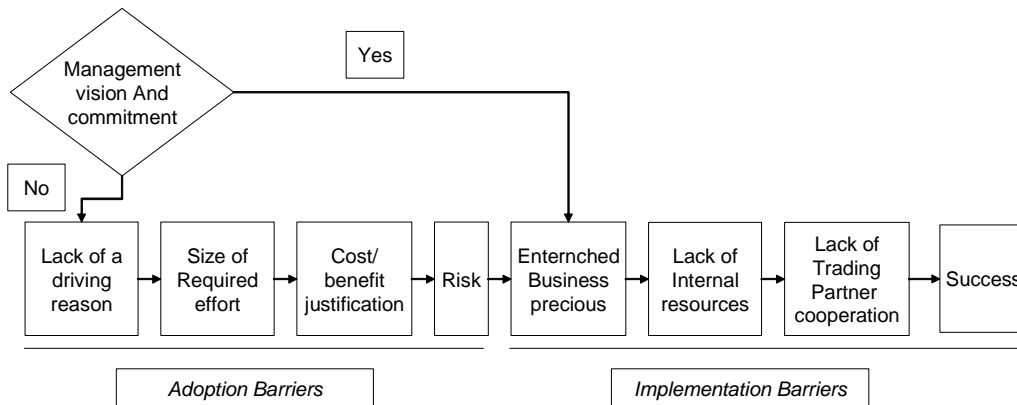 Management
vision And
commitment
Yes
No
Lack of a
driving
reason
Size of
Required
effort
Cost/
benefit
justification
Risk
Enternched
Business
precious
Lack of
Internal
resources
Lack of
Trading
Partner
cooperation
Success
Adoption Barriers
Implementation Barriers